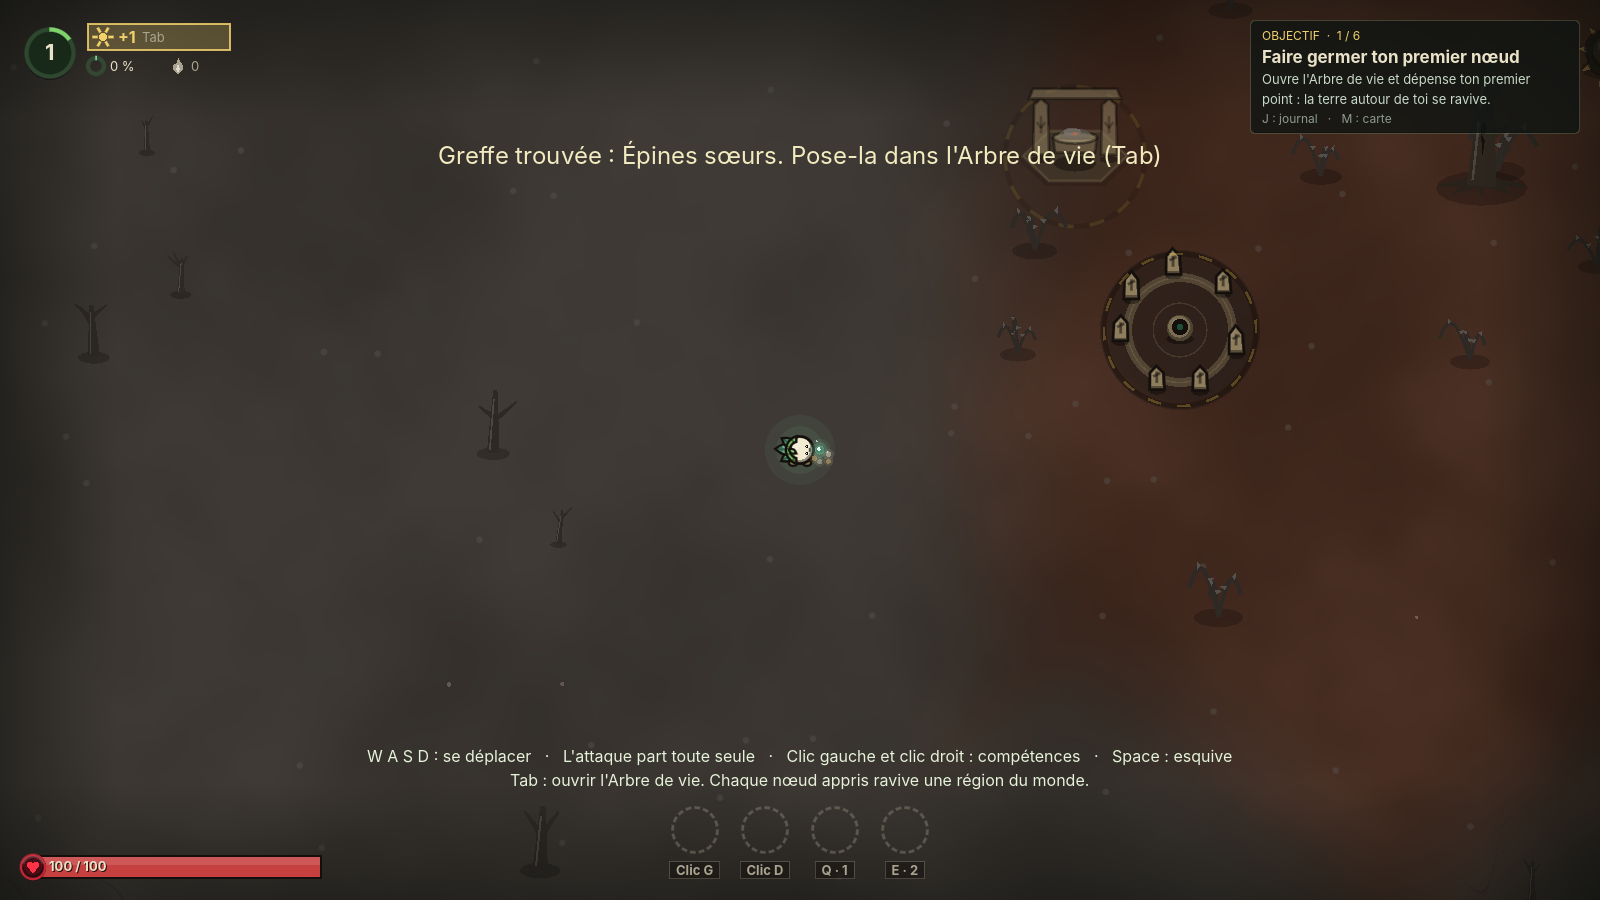 1
+1 Tab
0 % 0
OBJECTIF · 1 / 6
Faire germer ton premier nœud
Ouvre l'Arbre de vie et dépense ton premier
point : la terre autour de toi se ravive.
J : journal · M : carte
Greffe trouvée : Épines sœurs. Pose-la dans l'Arbre de vie (Tab)
W A S D : se déplacer · L'attaque part toute seule · Clic gauche et clic droit : compétences · Space : esquive
Tab : ouvrir l'Arbre de vie. Chaque nœud appris ravive une région du monde.
Clic G Clic D Q · 1 E · 2
100 / 100